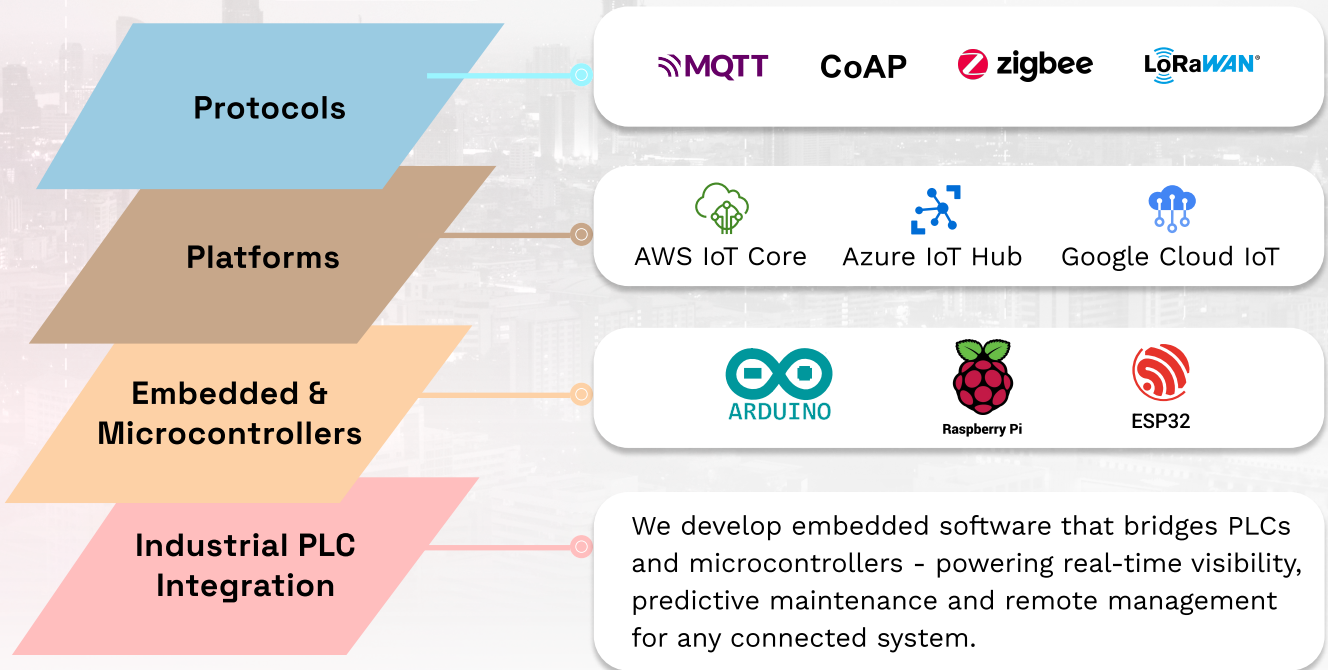 Protocols
MQTT CoAP zigbee LoRaWAN®
Platforms
AWS IoT Core Azure IoT Hub Google Cloud IoT
Embedded &
Microcontrollers
ARDUINO Raspberry Pi ESP32
Industrial PLC
Integration
We develop embedded software that bridges PLCs
and microcontrollers - powering real-time visibility,
predictive maintenance and remote management
for any connected system.